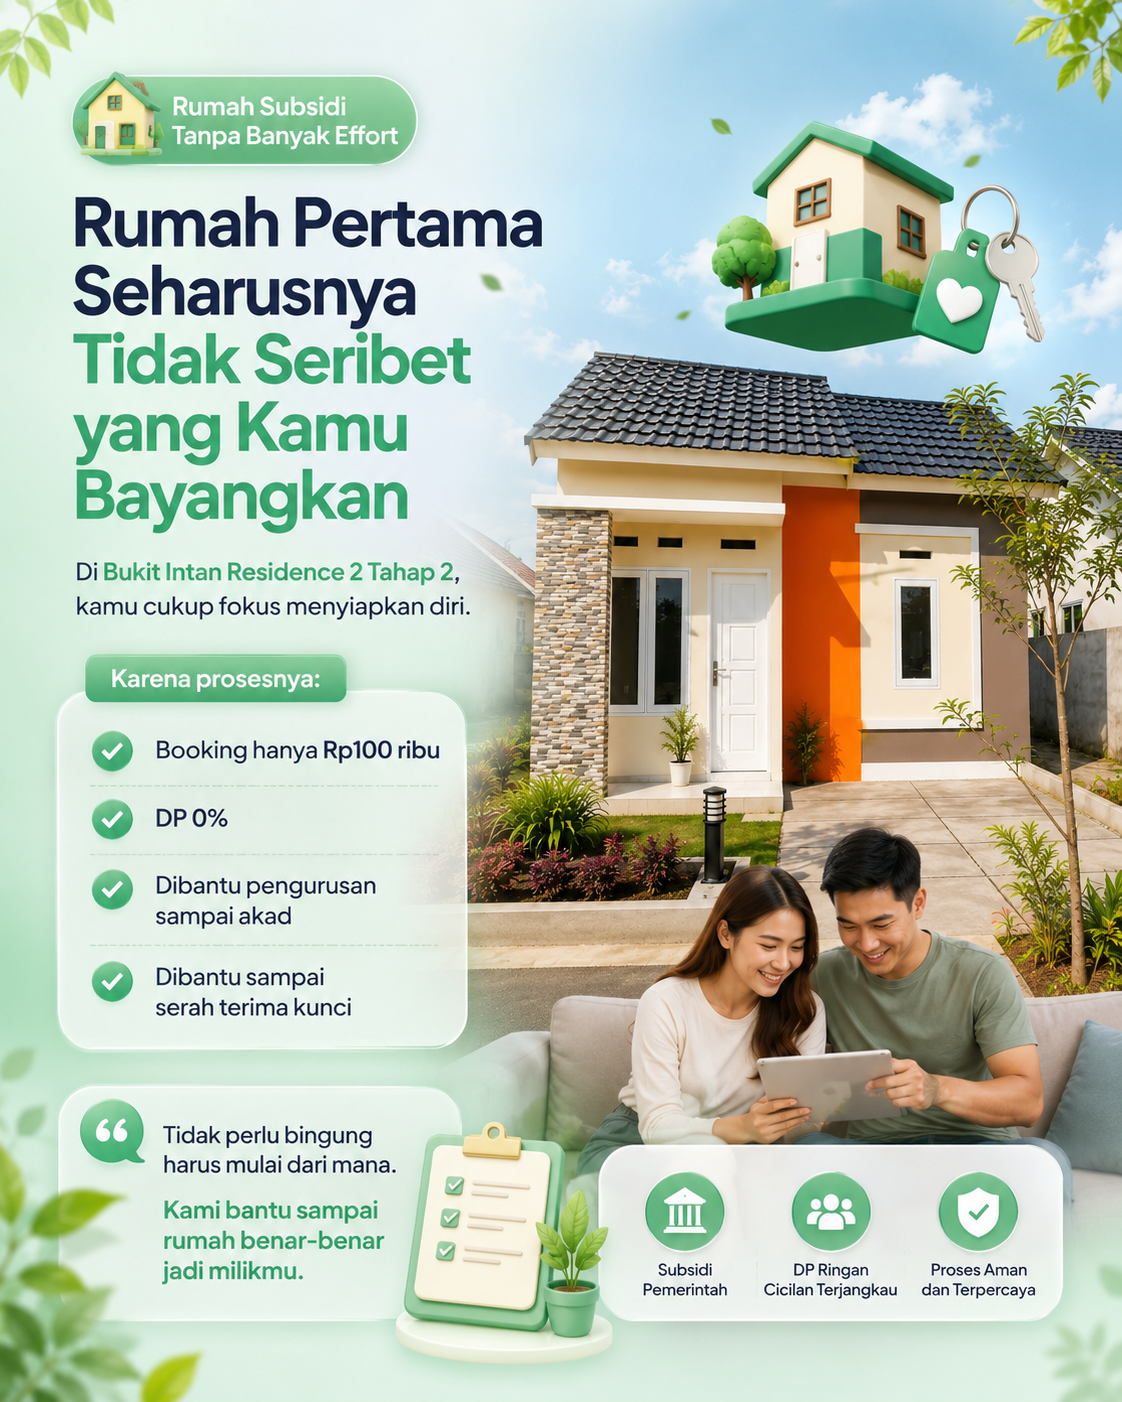 Rumah Subsidi
Tanpa Banyak Effort
Rumah Pertama
Seharusnya
Tidak Seribet
yang Kamu
Bayangkan
Di Bukit Intan Residence 2 Tahap 2,
kamu cukup fokus menyiapkan diri.
Karena prosesnya:
Booking hanya Rp100 ribu
DP 0%
Dibantu pengurusan
sampai akad
Dibantu sampai
serah terima kunci
Tidak perlu bingung
harus mulai dari mana.
Kami bantu sampai
rumah benar-benar
jadi milikmu.
Subsidi
Pemerintah
DP Ringan
Cicilan Terjangkau
Proses Aman
dan Terpercaya